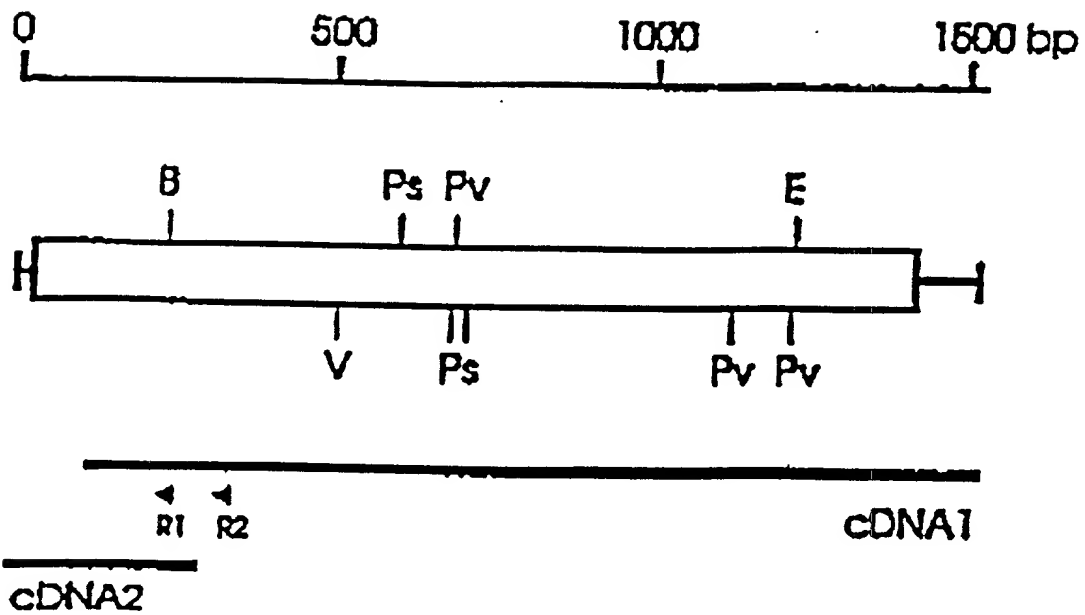 0 500 1000 1500 bp
B Ps Pv E
V Ps Pv Pv
R1 R2
cDNA1
cDNA2